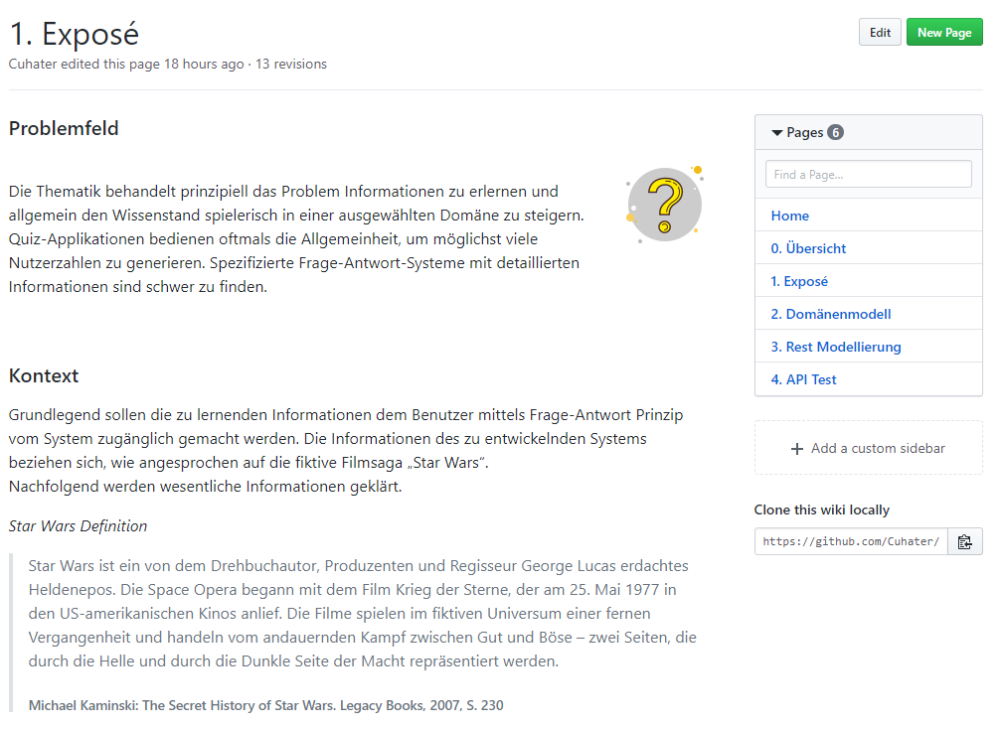 1. Exposé
Edit
New Page
Cuhater edited this page 18 hours ago · 13 revisions
Problemfeld
Die Thematik behandelt prinzipiell das Problem Informationen zu erlernen und
allgemein den Wissenstand spielerisch in einer ausgewählten Domäne zu steigern.
Quiz-Applikationen bedienen oftmals die Allgemeinheit, um möglichst viele
Nutzerzahlen zu generieren. Spezifizierte Frage-Antwort-Systeme mit detaillierten
Informationen sind schwer zu finden.
?
Kontext
Grundlegend sollen die zu lernenden Informationen dem Benutzer mittels Frage-Antwort Prinzip
vom System zugänglich gemacht werden. Die Informationen des zu entwickelnden Systems
beziehen sich, wie angesprochen auf die fiktive Filmsaga „Star Wars“.
Nachfolgend werden wesentliche Informationen geklärt.
Star Wars Definition
Star Wars ist ein von dem Drehbuchautor, Produzenten und Regisseur George Lucas erdachtes
Heldenepos. Die Space Opera begann mit dem Film Krieg der Sterne, der am 25. Mai 1977 in
den US-amerikanischen Kinos anlief. Die Filme spielen im fiktiven Universum einer fernen
Vergangenheit und handeln vom andauernden Kampf zwischen Gut und Böse – zwei Seiten, die
durch die Helle und durch die Dunkle Seite der Macht repräsentiert werden.
Michael Kaminski: The Secret History of Star Wars. Legacy Books, 2007, S. 230
Pages 6
Find a Page...
Home
0. Übersicht
1. Exposé
2. Domänenmodell
3. Rest Modellierung
4. API Test
+ Add a custom sidebar
Clone this wiki locally
https://github.com/Cuhater/